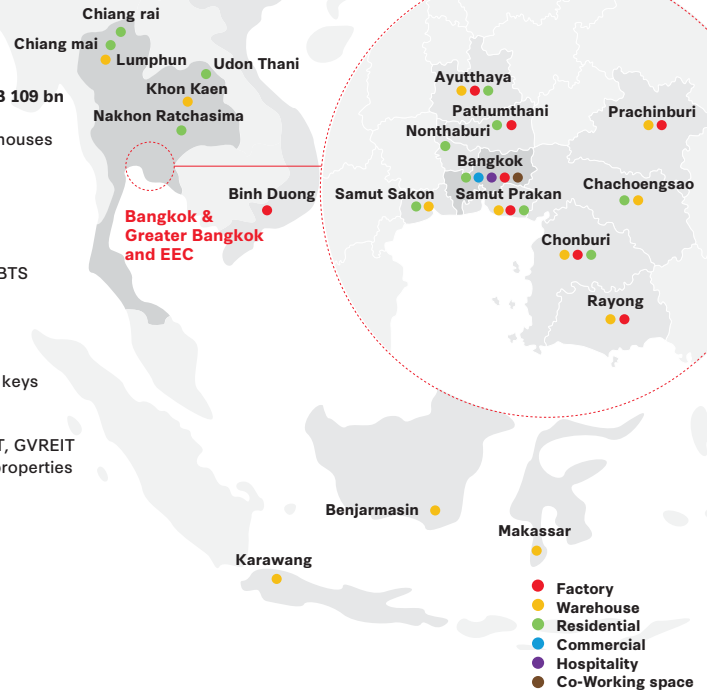 Chiang rai
Chiang mai
Lumphun
Udon Thani
Khon Kaen
Nakhon Ratchasima
109 bn
houses
BTS
keys
T, GVREIT
properties
Bangkok &
Greater Bangkok
and EEC
Binh Duong
Ayutthaya
Pathumthani
Nonthaburi
Bangkok
Samut Sakon
Samut Prakan
Prachinburi
Chachoengsao
Chonburi
Rayong
Benjarmasin
Makassar
Karawang
Factory
Warehouse
Residential
Commercial
Hospitality
Co-Working space